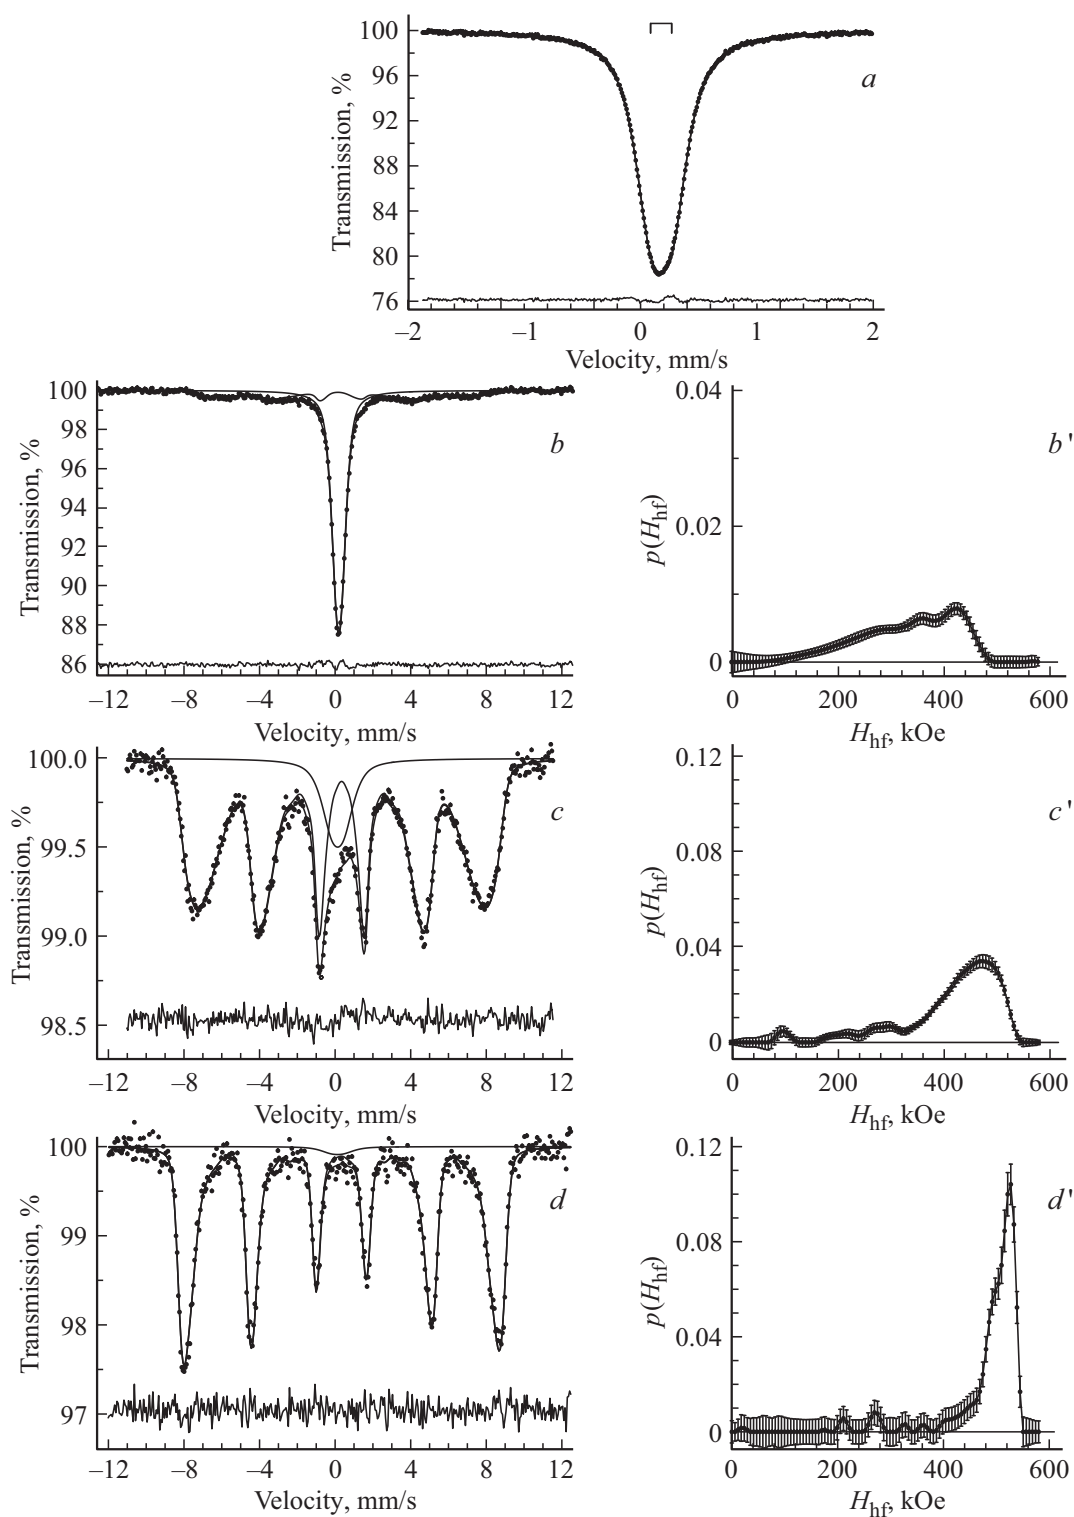 100
96
92
88
84
80
76
Transmission, %
a
–2 –1 0 1 2
Velocity, mm/s
100
98
96
94
92
90
88
86
Transmission, %
b
–12 –8 –4 0 4 8 12
Velocity, mm/s
0.04
0.02
0
p(Hhf)
b'
0 200 400 600
Hhf, kOe
100.0
99.5
99.0
98.5
Transmission, %
c
–12 –8 –4 0 4 8 12
Velocity, mm/s
0.12
0.08
0.04
0
p(Hhf)
c'
0 200 400 600
Hhf, kOe
100
99
98
97
Transmission, %
d
–12 –8 –4 0 4 8 12
Velocity, mm/s
0.12
0.08
0.04
0
p(Hhf)
d'
0 200 400 600
Hhf, kOe